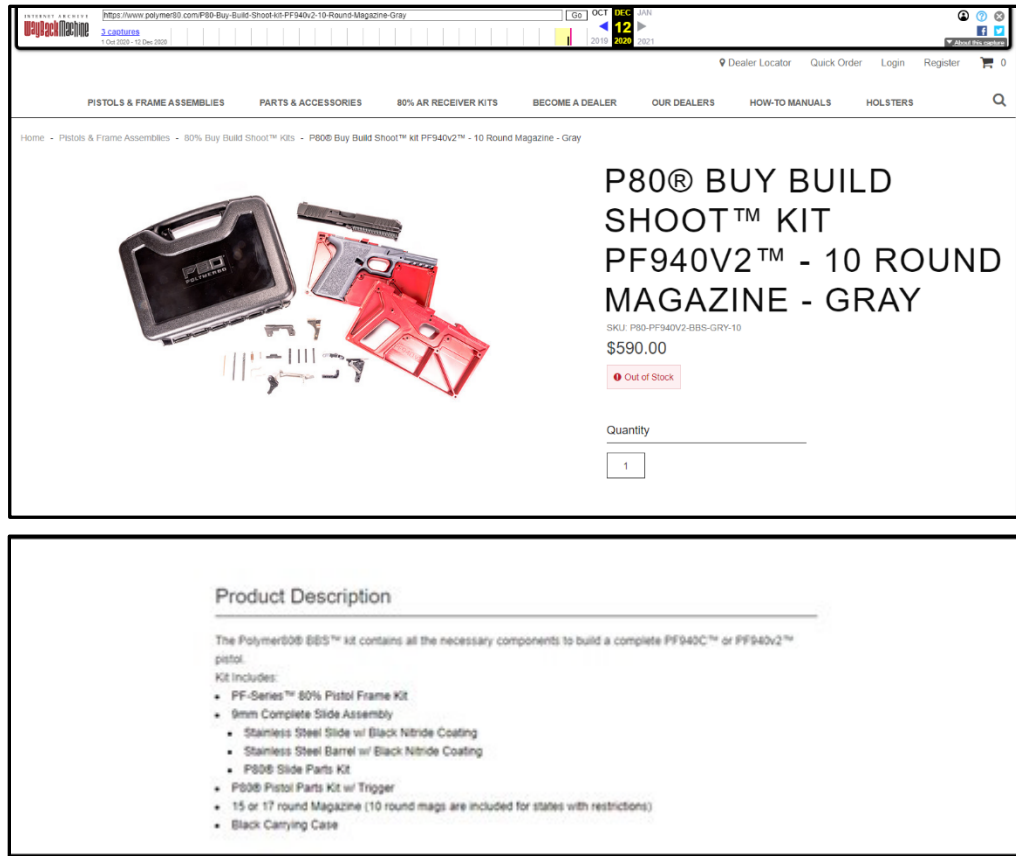 INTERNET ARCHIVE
WayBackMachine
https://www.polymer80.com/P80-Buy-Build-Shoot-kit-PF940v2-10-Round-Magazine-Gray
Go
OCT DEC JAN
3 captures
12
1 Oct 2020 - 12 Dec 2020
2019 2020 2021
About this capture
Dealer Locator Quick Order Login Register 0
PISTOLS & FRAME ASSEMBLIES PARTS & ACCESSORIES 80% AR RECEIVER KITS BECOME A DEALER OUR DEALERS HOW-TO MANUALS HOLSTERS
Home - Pistols & Frame Assemblies - 80% Buy Build Shoot™ Kits - P80® Buy Build Shoot™ kit PF940v2™ - 10 Round Magazine - Gray
P80
POLYMER80
P80® BUY BUILD
SHOOT™ KIT
PF940V2™ - 10 ROUND
MAGAZINE - GRAY
SKU: P80-PF940V2-BBS-GRY-10
$590.00
Out of Stock
Quantity
1
Product Description
The Polymer80® BBS™ kit contains all the necessary components to build a complete PF940C™ or PF940v2™
pistol.
Kit Includes:
• PF-Series™ 80% Pistol Frame Kit
• 9mm Complete Slide Assembly
• Stainless Steel Slide w/ Black Nitride Coating
• Stainless Steel Barrel w/ Black Nitride Coating
• P80® Slide Parts Kit
• P80® Pistol Parts Kit w/ Trigger
• 15 or 17 round Magazine (10 round mags are included for states with restrictions)
• Black Carrying Case